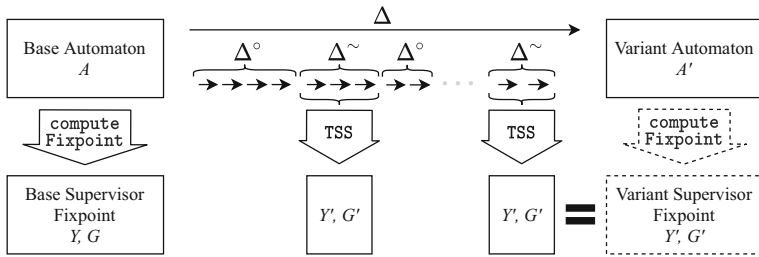 Δ
Base Automaton
A
Δ° Δ~ Δ° Δ~
Variant Automaton
A′
· · ·
compute
Fixpoint
TSS
TSS
compute
Fixpoint
Base Supervisor
Fixpoint
Y, G
Y′, G′
Y′, G′
=
Variant Supervisor
Fixpoint
Y′, G′